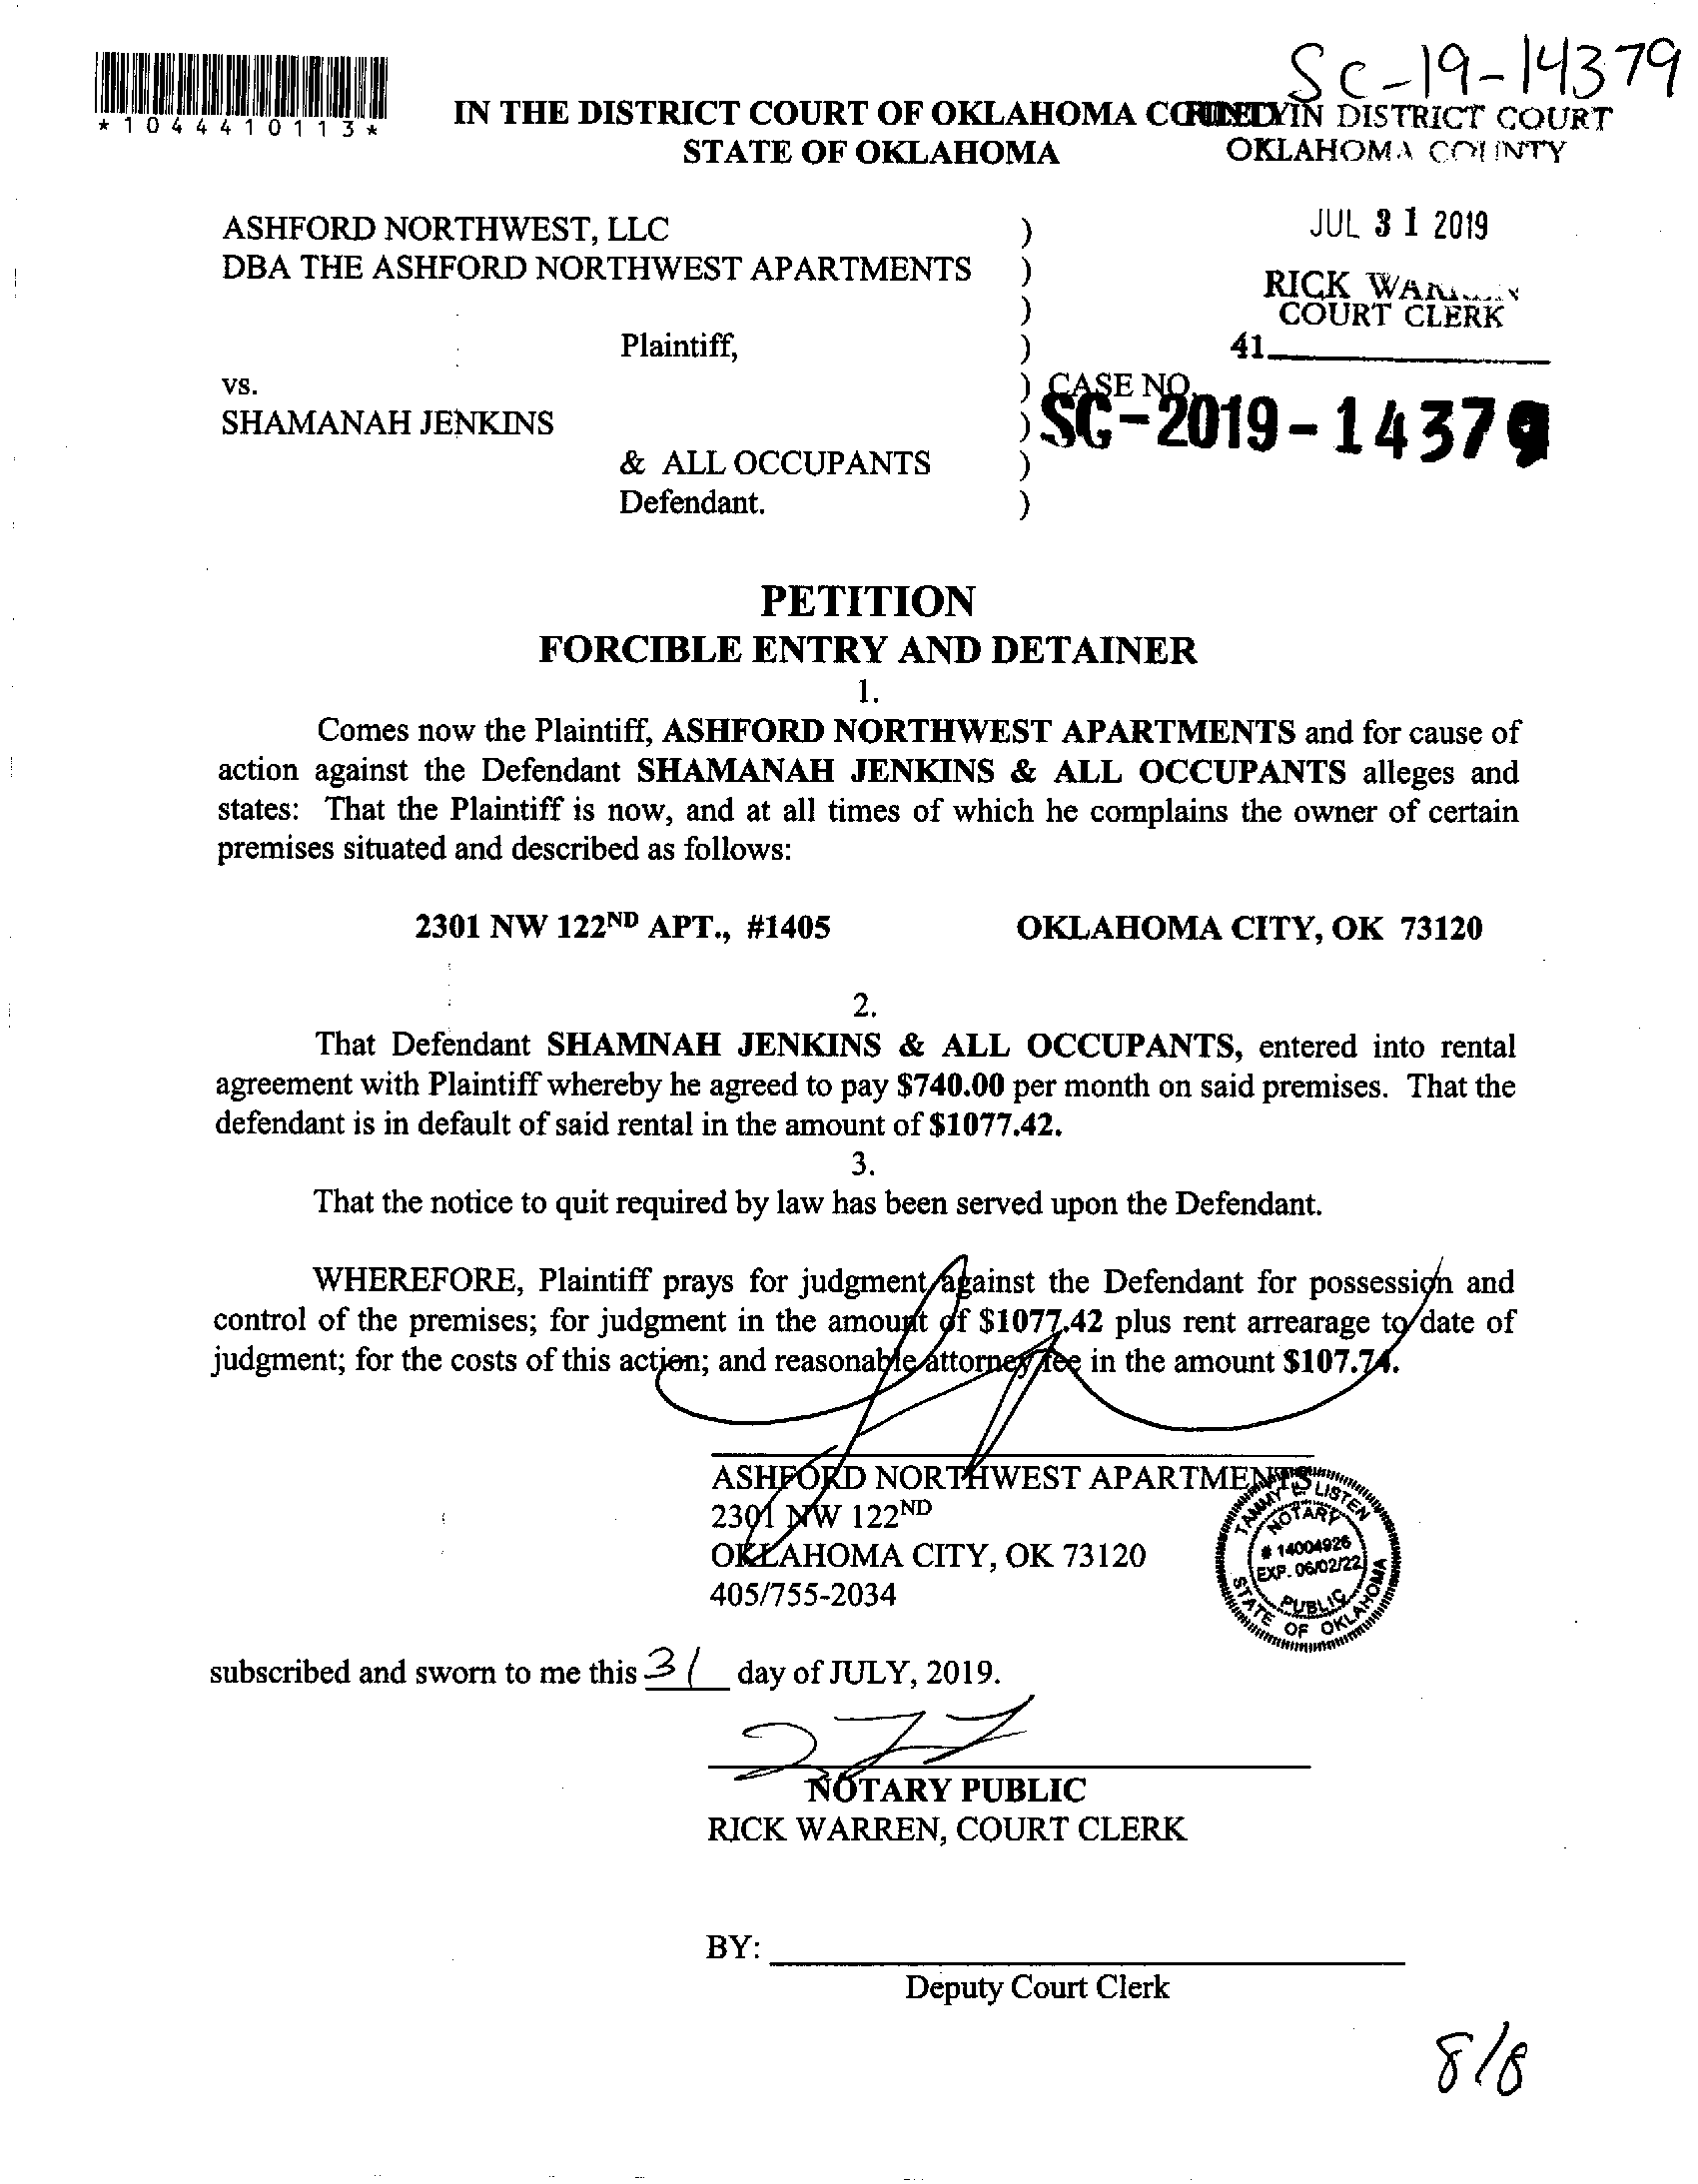 SC-19-14379
*1044410113*
IN THE DISTRICT COURT OF OKLAHOMA COUNTY
STATE OF OKLAHOMA
FILED IN DISTRICT COURT
OKLAHOMA COUNTY
JUL 31 2019
RICK WARREN
COURT CLERK
41
ASHFORD NORTHWEST, LLC )
DBA THE ASHFORD NORTHWEST APARTMENTS )
)
Plaintiff, )
vs. ) CASE NO.
SHAMANAH JENKINS ) SC-2019-14379
& ALL OCCUPANTS )
Defendant. )
PETITION
FORCIBLE ENTRY AND DETAINER
1.
Comes now the Plaintiff, ASHFORD NORTHWEST APARTMENTS and for cause of
action against the Defendant SHAMANAH JENKINS & ALL OCCUPANTS alleges and
states: That the Plaintiff is now, and at all times of which he complains the owner of certain
premises situated and described as follows:
2301 NW 122ND APT., #1405 OKLAHOMA CITY, OK 73120
2.
That Defendant SHAMNAH JENKINS & ALL OCCUPANTS, entered into rental
agreement with Plaintiff whereby he agreed to pay $740.00 per month on said premises. That the
defendant is in default of said rental in the amount of $1077.42.
3.
That the notice to quit required by law has been served upon the Defendant.
WHEREFORE, Plaintiff prays for judgment against the Defendant for possession and
control of the premises; for judgment in the amount of $1077.42 plus rent arrearage to date of
judgment; for the costs of this action; and reasonable attorney fee in the amount $107.74.
ASHFORD NORTHWEST APARTMENTS
2301 NW 122ND
OKLAHOMA CITY, OK 73120
405/755-2034
TAMMY E LISTEN
NOTARY
# 14004926
EXP. 06/02/22
PUBLIC
STATE OF OKLAHOMA
subscribed and sworn to me this 31 day of JULY, 2019.
NOTARY PUBLIC
RICK WARREN, COURT CLERK
BY:
Deputy Court Clerk
8/8